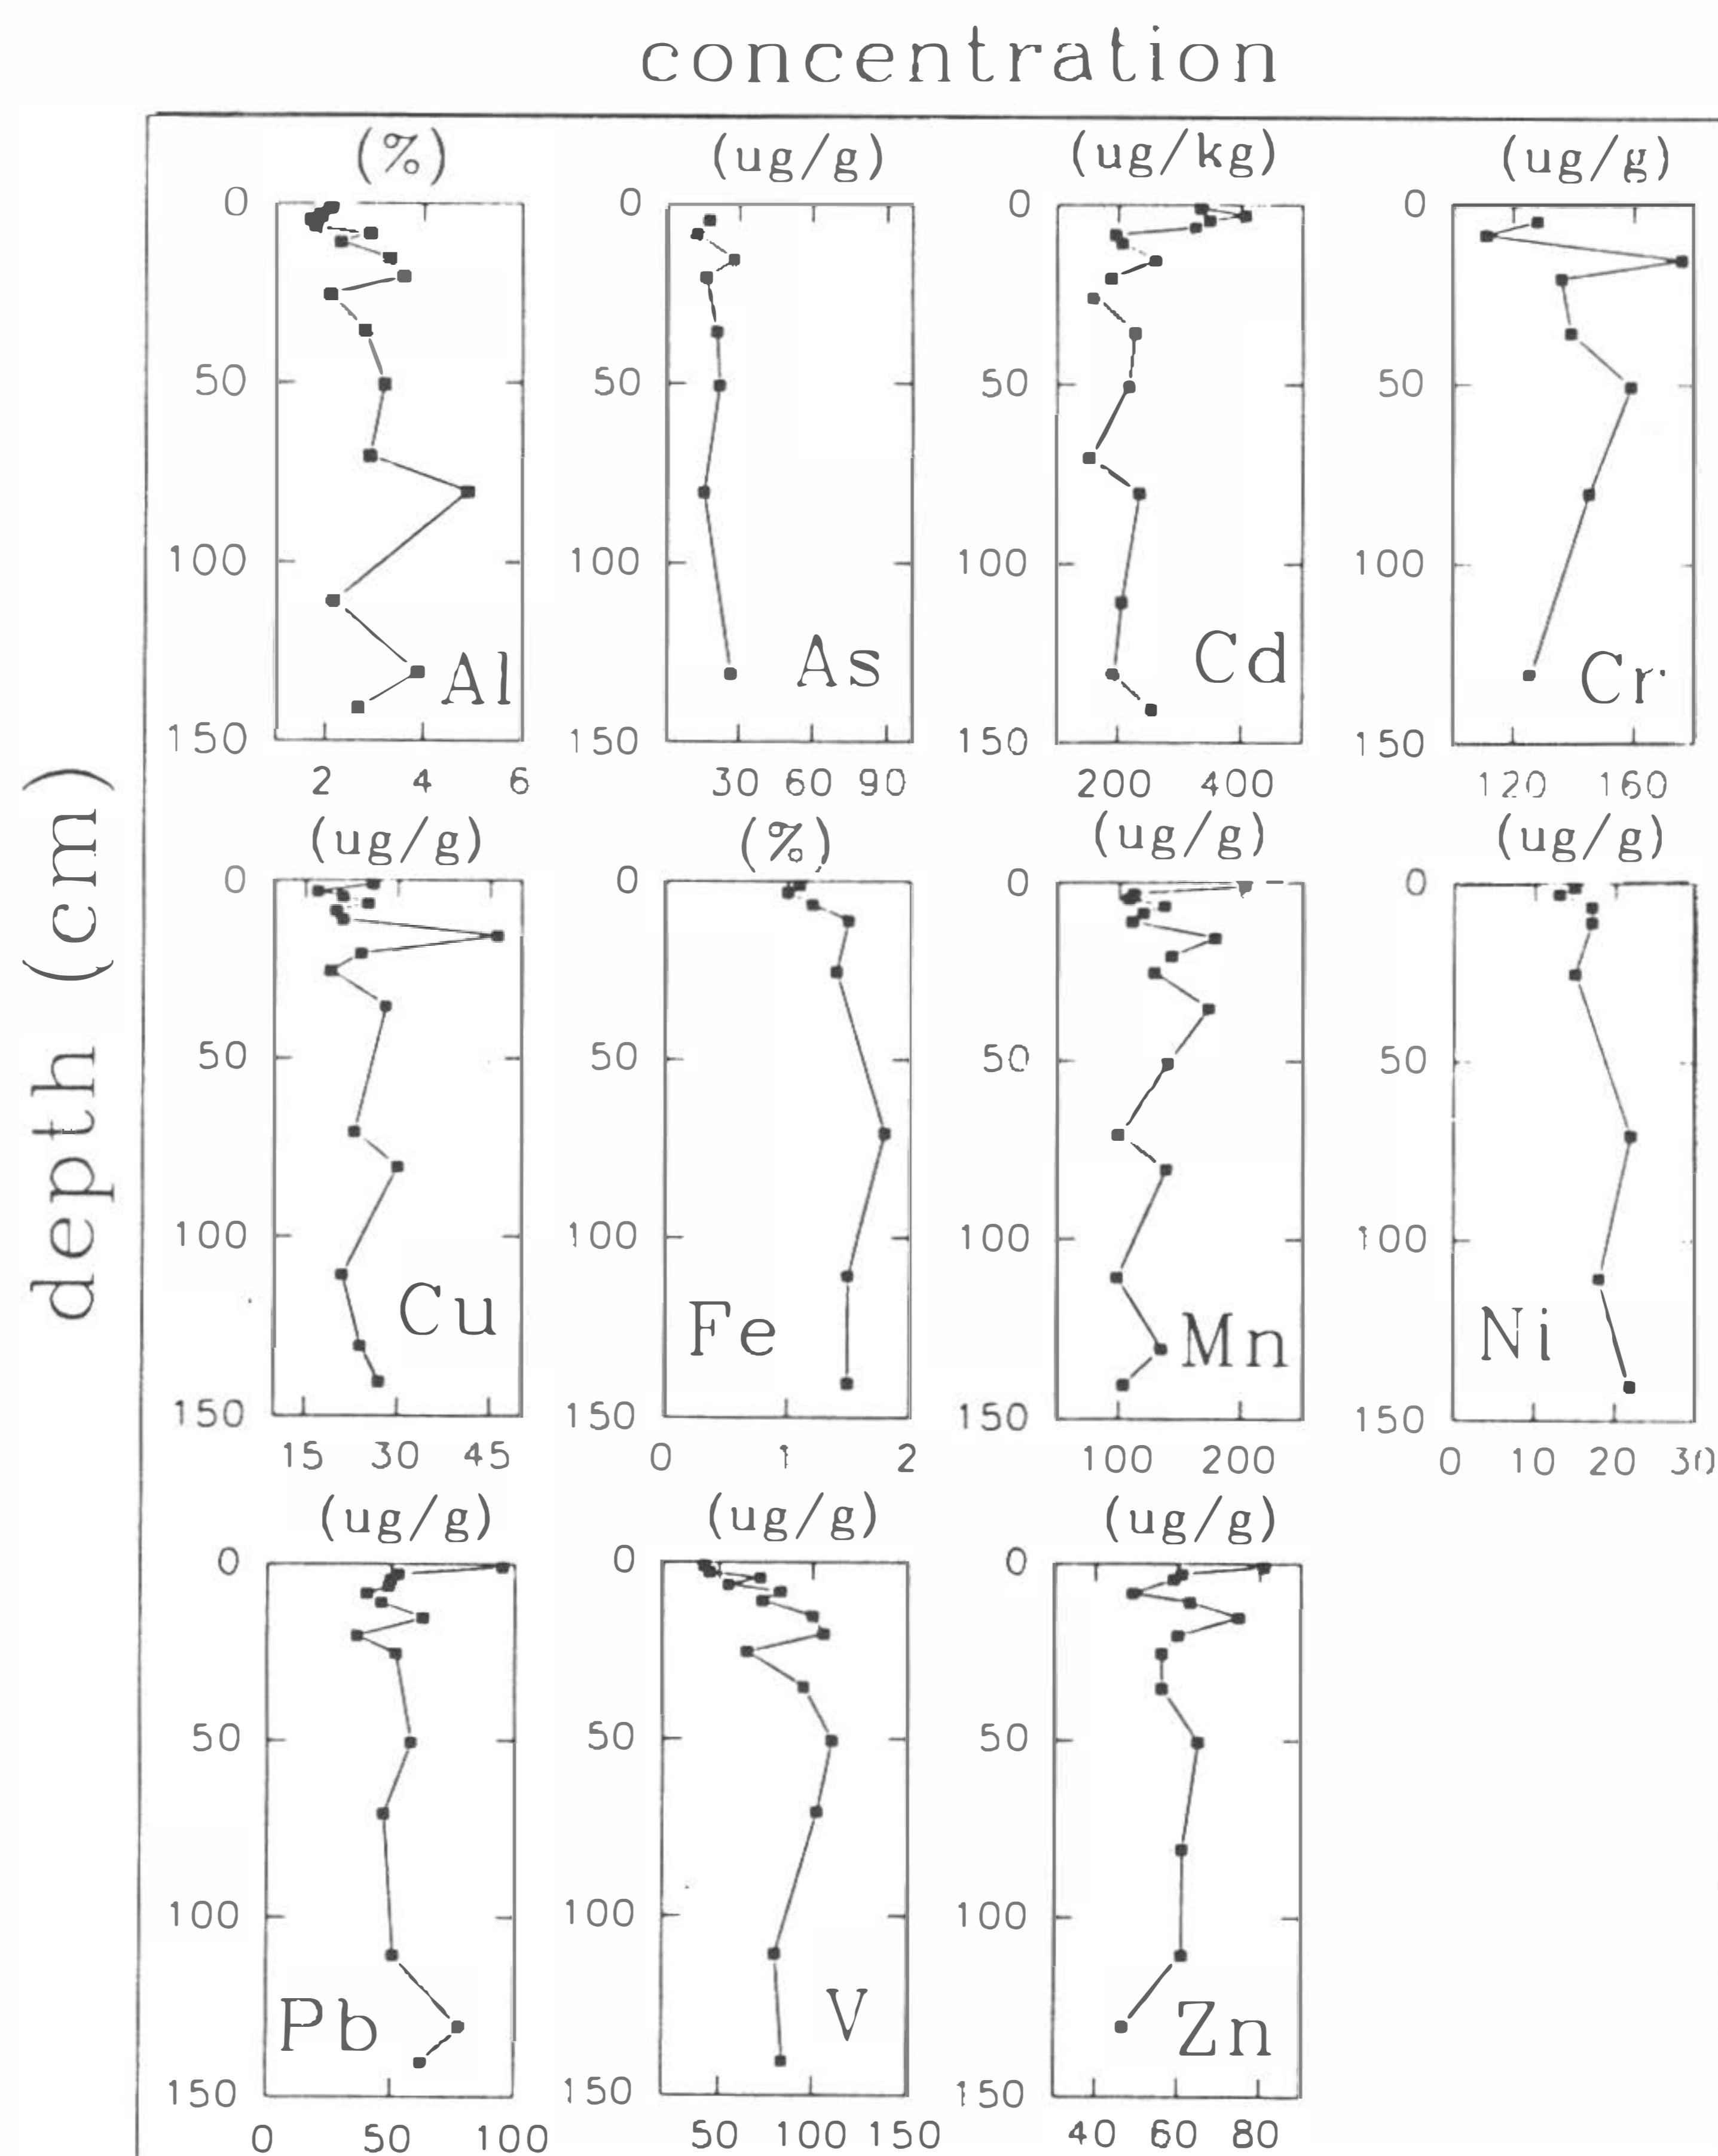 concentration
depth (cm)
(%) (ug/g) (ug/kg) (ug/g)
0 0 0 0
50 50 50 50
100 100 100 100
Al As Cd Cr
150 150 150 150
2 4 6 30 60 90 200 400 120 160
(ug/g) (%) (ug/g) (ug/g)
0 0 0 0
50 50 50 50
100 100 100 100
Cu Fe Mn Ni
150 150 150 150
15 30 45 0 1 2 100 200 0 10 20 30
(ug/g) (ug/g) (ug/g)
0 0 0
50 50 50
100 100 100
Pb V Zn
150 150 150
0 50 100 50 100 150 40 60 80